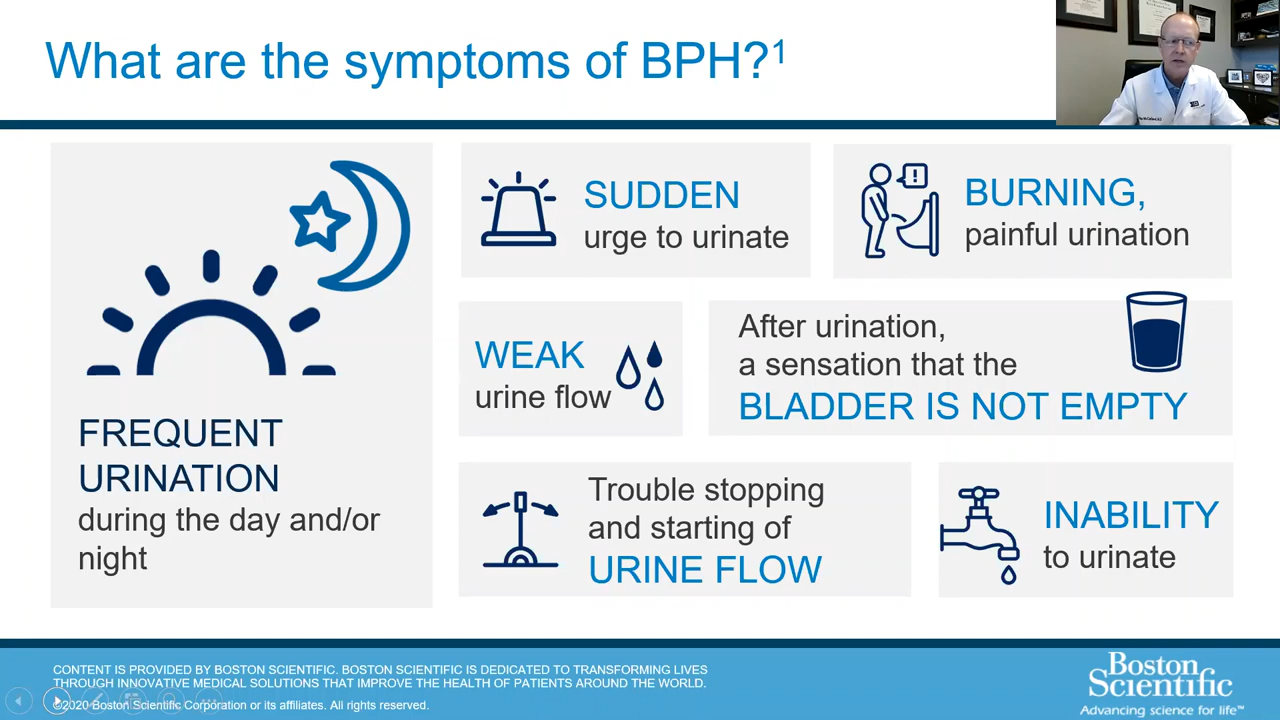 What are the symptoms of BPH?¹
FREQUENT
URINATION
during the day and/or
night
SUDDEN
urge to urinate
!
BURNING,
painful urination
WEAK
urine flow
After urination,
a sensation that the
BLADDER IS NOT EMPTY
Trouble stopping
and starting of
URINE FLOW
INABILITY
to urinate
CONTENT IS PROVIDED BY BOSTON SCIENTIFIC. BOSTON SCIENTIFIC IS DEDICATED TO TRANSFORMING LIVES
THROUGH INNOVATIVE MEDICAL SOLUTIONS THAT IMPROVE THE HEALTH OF PATIENTS AROUND THE WORLD.
©2020 Boston Scientific Corporation or its affiliates. All rights reserved.
Boston
Scientific
Advancing science for life™